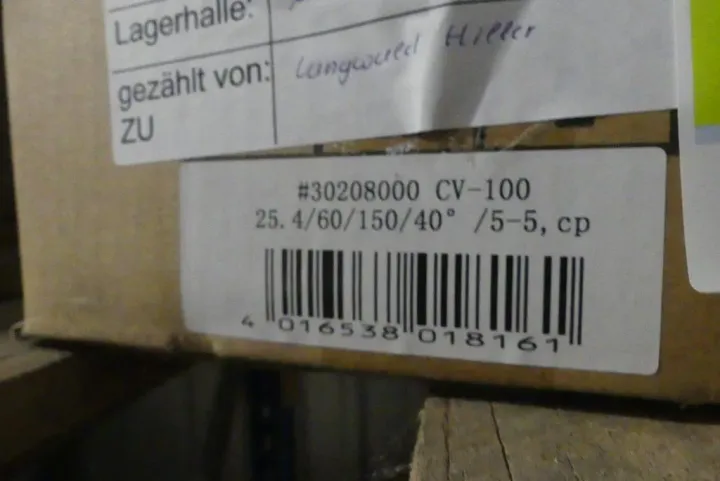 Lagerhalle:
gezählt von: Langwald Hiller
ZU
#30208000 CV-100
25.4/60/150/40° /5-5, cp
4 016538 018161